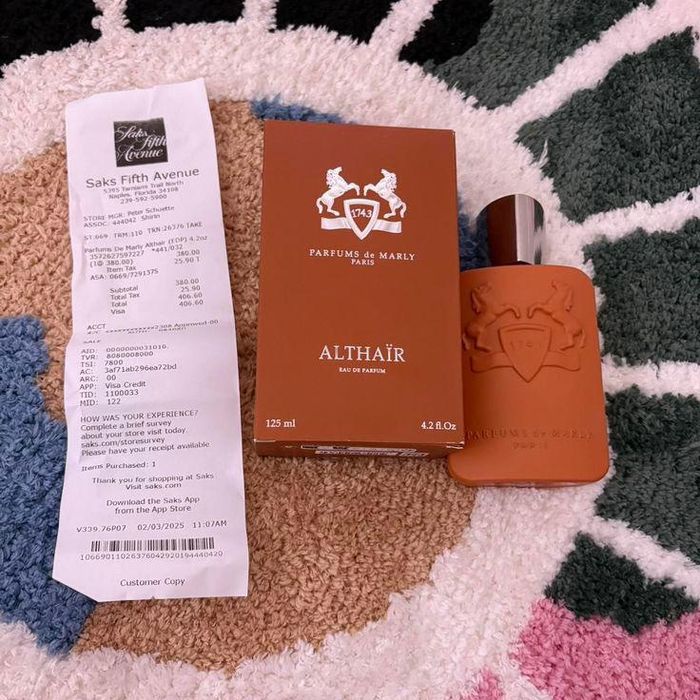 Saks
Fifth
Avenue
Saks Fifth Avenue
5395 Tamiami Trail North
Naples, Florida 34108
239-592-5900
STORE MGR: Peter Schuette
ASSOC: 444042 Shirin
ST:669 TRM:110 TRN:26376 TAKE
Parfums De Marly Althair (EDP) 4.2oz
3572627597227 *441/032
(1@ 380.00) 380.00
Item Tax 25.90 T
ASA: 0669/7291375
Subtotal 380.00
Total Tax 25.90
Total 406.60
Visa 406.60
ACCT
SALE
AID: 0000000031010.
TVR: 8080008000
TSI: 7800
AC: 3af71ab296ea72bd
ARC: 00
APP: Visa Credit
TID: 1100033
MID: 122
HOW WAS YOUR EXPERIENCE?
Complete a brief survey
about your store visit today.
saks.com/storesurvey
Please have your receipt available
Items Purchased: 1
Thank you for shopping at Saks
Visit saks.com
Download the Saks App
from the App Store
V339.76P07 02/03/2025 11:07AM
10669011026376042920194440420
Customer Copy
1743
PARFUMS de MARLY
PARIS
ALTHAÏR
EAU DE PARFUM
125 ml 4.2 fl.Oz
1743
PARFUMS de MARLY
PARIS